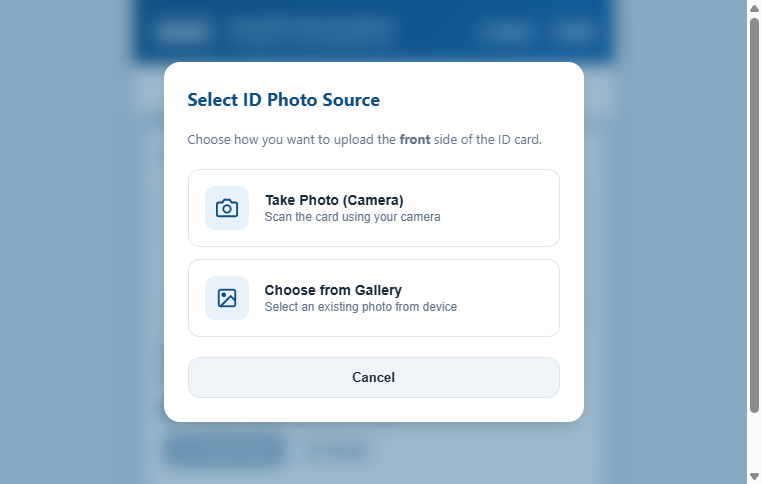 Select ID Photo Source
Choose how you want to upload the front side of the ID card.
Take Photo (Camera)
Scan the card using your camera
Choose from Gallery
Select an existing photo from device
Cancel